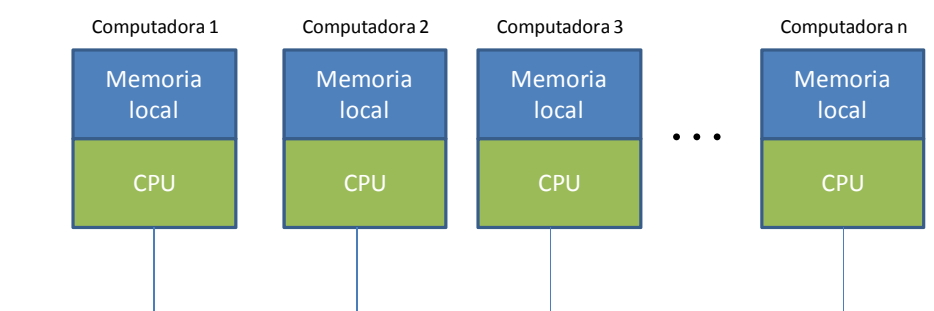 Computadora 1
Computadora 2
Computadora 3
Computadora n
Memoria
local
Memoria
local
Memoria
local
. . .
Memoria
local
CPU
CPU
CPU
CPU